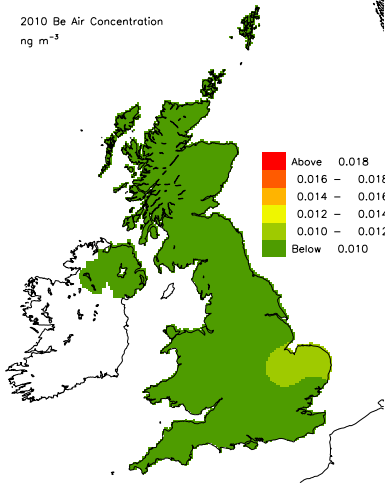 2010 Be Air Concentration
ng m⁻³
Above 0.018
0.016 – 0.018
0.014 – 0.016
0.012 – 0.014
0.010 – 0.012
Below 0.010